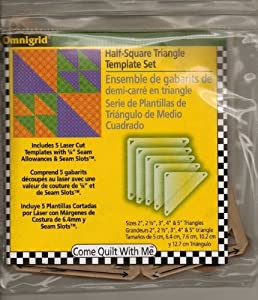 Omnigrid
Half-Square Triangle
Template Set
Ensemble de gabarits de
demi-carré en triangle
Serie de Plantillas de
Triángulo de Medio
Cuadrado
Includes 5 Laser Cut
Templates with ¼" Seam
Allowances & Seam Slots™.
Comprend 5 gabarits
découpés au laser avec une
valeur de couture de ¼" et
de Seam Slots™.
Incluye 5 Plantillas Cortadas
por Láser con Márgenes de
Costura de 6.4mm y
Seam Slots™.
Sizes 2", 2½", 3", 4" & 5" Triangles
Grandeurs 2", 2½", 3", 4" & 5" triangles
Tamaños de 5 cm, 6.4 cm, 7.6 cm, 10.2 cm
y 12.7 cm Triángulo
Come Quilt With Me